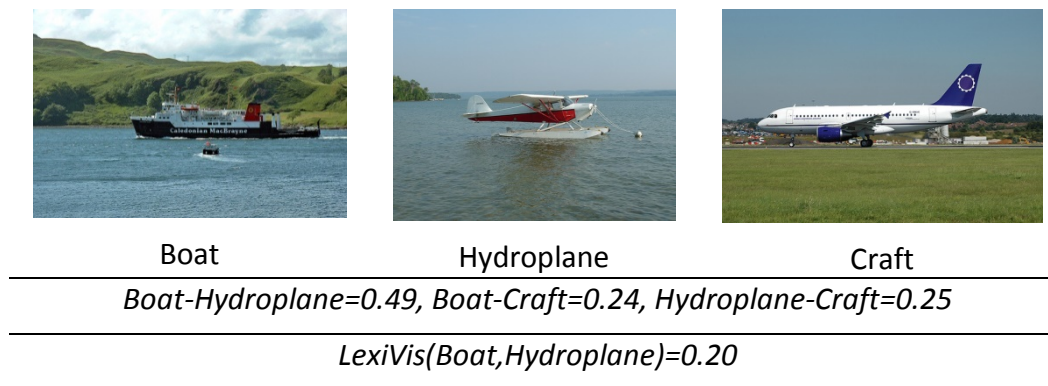 Caledonian MacBrayne
Boat
Hydroplane
Craft
Boat-Hydroplane=0.49, Boat-Craft=0.24, Hydroplane-Craft=0.25
LexiVis(Boat,Hydroplane)=0.20